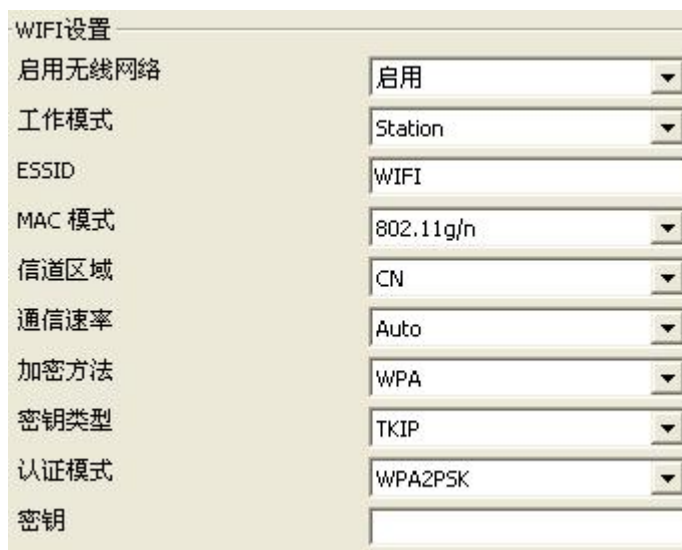 WIFI设置
启用无线网络 启用
工作模式 Station
ESSID WIFI
MAC 模式 802.11g/n
信道区域 CN
通信速率 Auto
加密方法 WPA
密钥类型 TKIP
认证模式 WPA2PSK
密钥